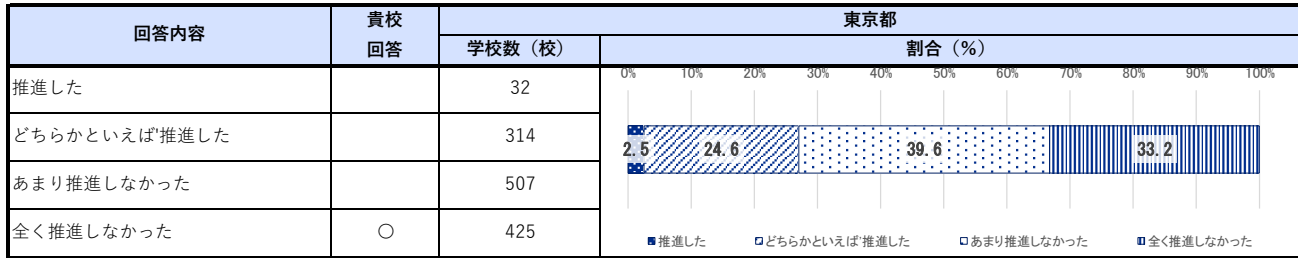 回答内容 貴校回答 東京都
学校数（校） 割合（%）
0% 10% 20% 30% 40% 50% 60% 70% 80% 90% 100%
推進した 32
どちらかといえば'推進した 314
2.5 24.6 39.6 33.2
あまり推進しなかった 507
全く推進しなかった ○ 425
推進した どちらかといえば'推進した あまり推進しなかった 全く推進しなかった